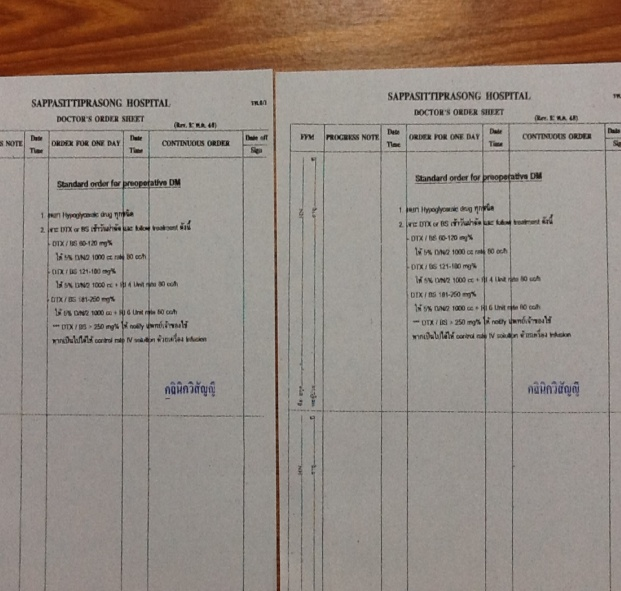 SAPPASITTIPRASONG HOSPITAL
DOCTOR'S ORDER SHEET
(Rev. ธ.ค. 48)
S NOTE
Date
Time
ORDER FOR ONE DAY
Date
Time
CONTINUOUS ORDER
Date off
Sign
Standard order for preoperative DM
1. งดยา Hypoglycemic drug ทุกชนิด
2. เจาะ DTX or BS เช้าวันผ่าตัด และ follow treatment ดังนี้
- DTX / BS 60-120 mg%
ให้ 5% D/N/2 1000 cc rate 80 cc/h
- DTX / BS 121-180 mg%
ให้ 5% D/N/2 1000 cc + RI 4 Unit rate 80 cc/h
- DTX / BS 181-250 mg%
ให้ 5% D/N/2 1000 cc + RI 6 Unit rate 80 cc/h
*** DTX / BS > 250 mg% ให้ notify แพทย์เจ้าของไข้
หากเป็นไปได้ให้ control rate IV solution ด้วยเครื่อง Infusion
คลินิกวิสัญญี
SAPPASITTIPRASONG HOSPITAL
DOCTOR'S ORDER SHEET
(Rev. ธ.ค. 48)
PROGRESS NOTE
Date
Time
ORDER FOR ONE DAY
Date
Time
CONTINUOUS ORDER
Date
Sig
Standard order for preoperative DM
1. งดยา Hypoglycemic drug ทุกชนิด
2. เจาะ DTX or BS เช้าวันผ่าตัด และ follow treatment ดังนี้
- DTX / BS 60-120 mg%
ให้ 5% D/N/2 1000 cc rate 80 cc/h
- DTX / BS 121-180 mg%
ให้ 5% D/N/2 1000 cc + RI 4 Unit rate 80 cc/h
- DTX / BS 181-250 mg%
ให้ 5% D/N/2 1000 cc + RI 6 Unit rate 80 cc/h
*** DTX / BS > 250 mg% ให้ notify แพทย์เจ้าของไข้
หากเป็นไปได้ให้ control rate IV solution ด้วยเครื่อง Infusion
คลินิกวิสัญญี